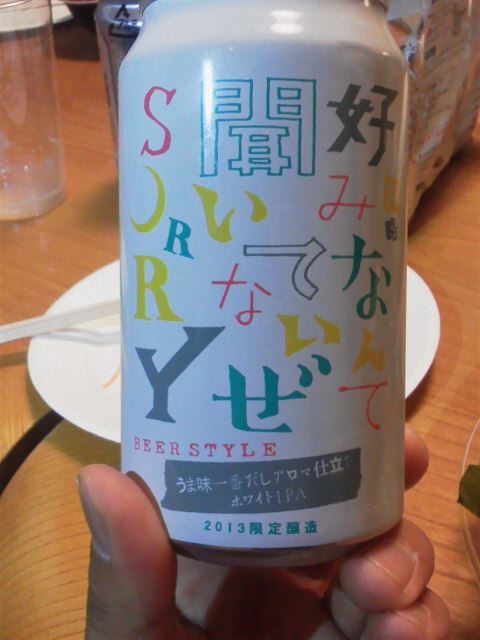 好みなんて
聞いてないぜ
SORRY
BEER STYLE
うま味一番だしアロマ仕立て
ホワイトIPA
2013限定醸造